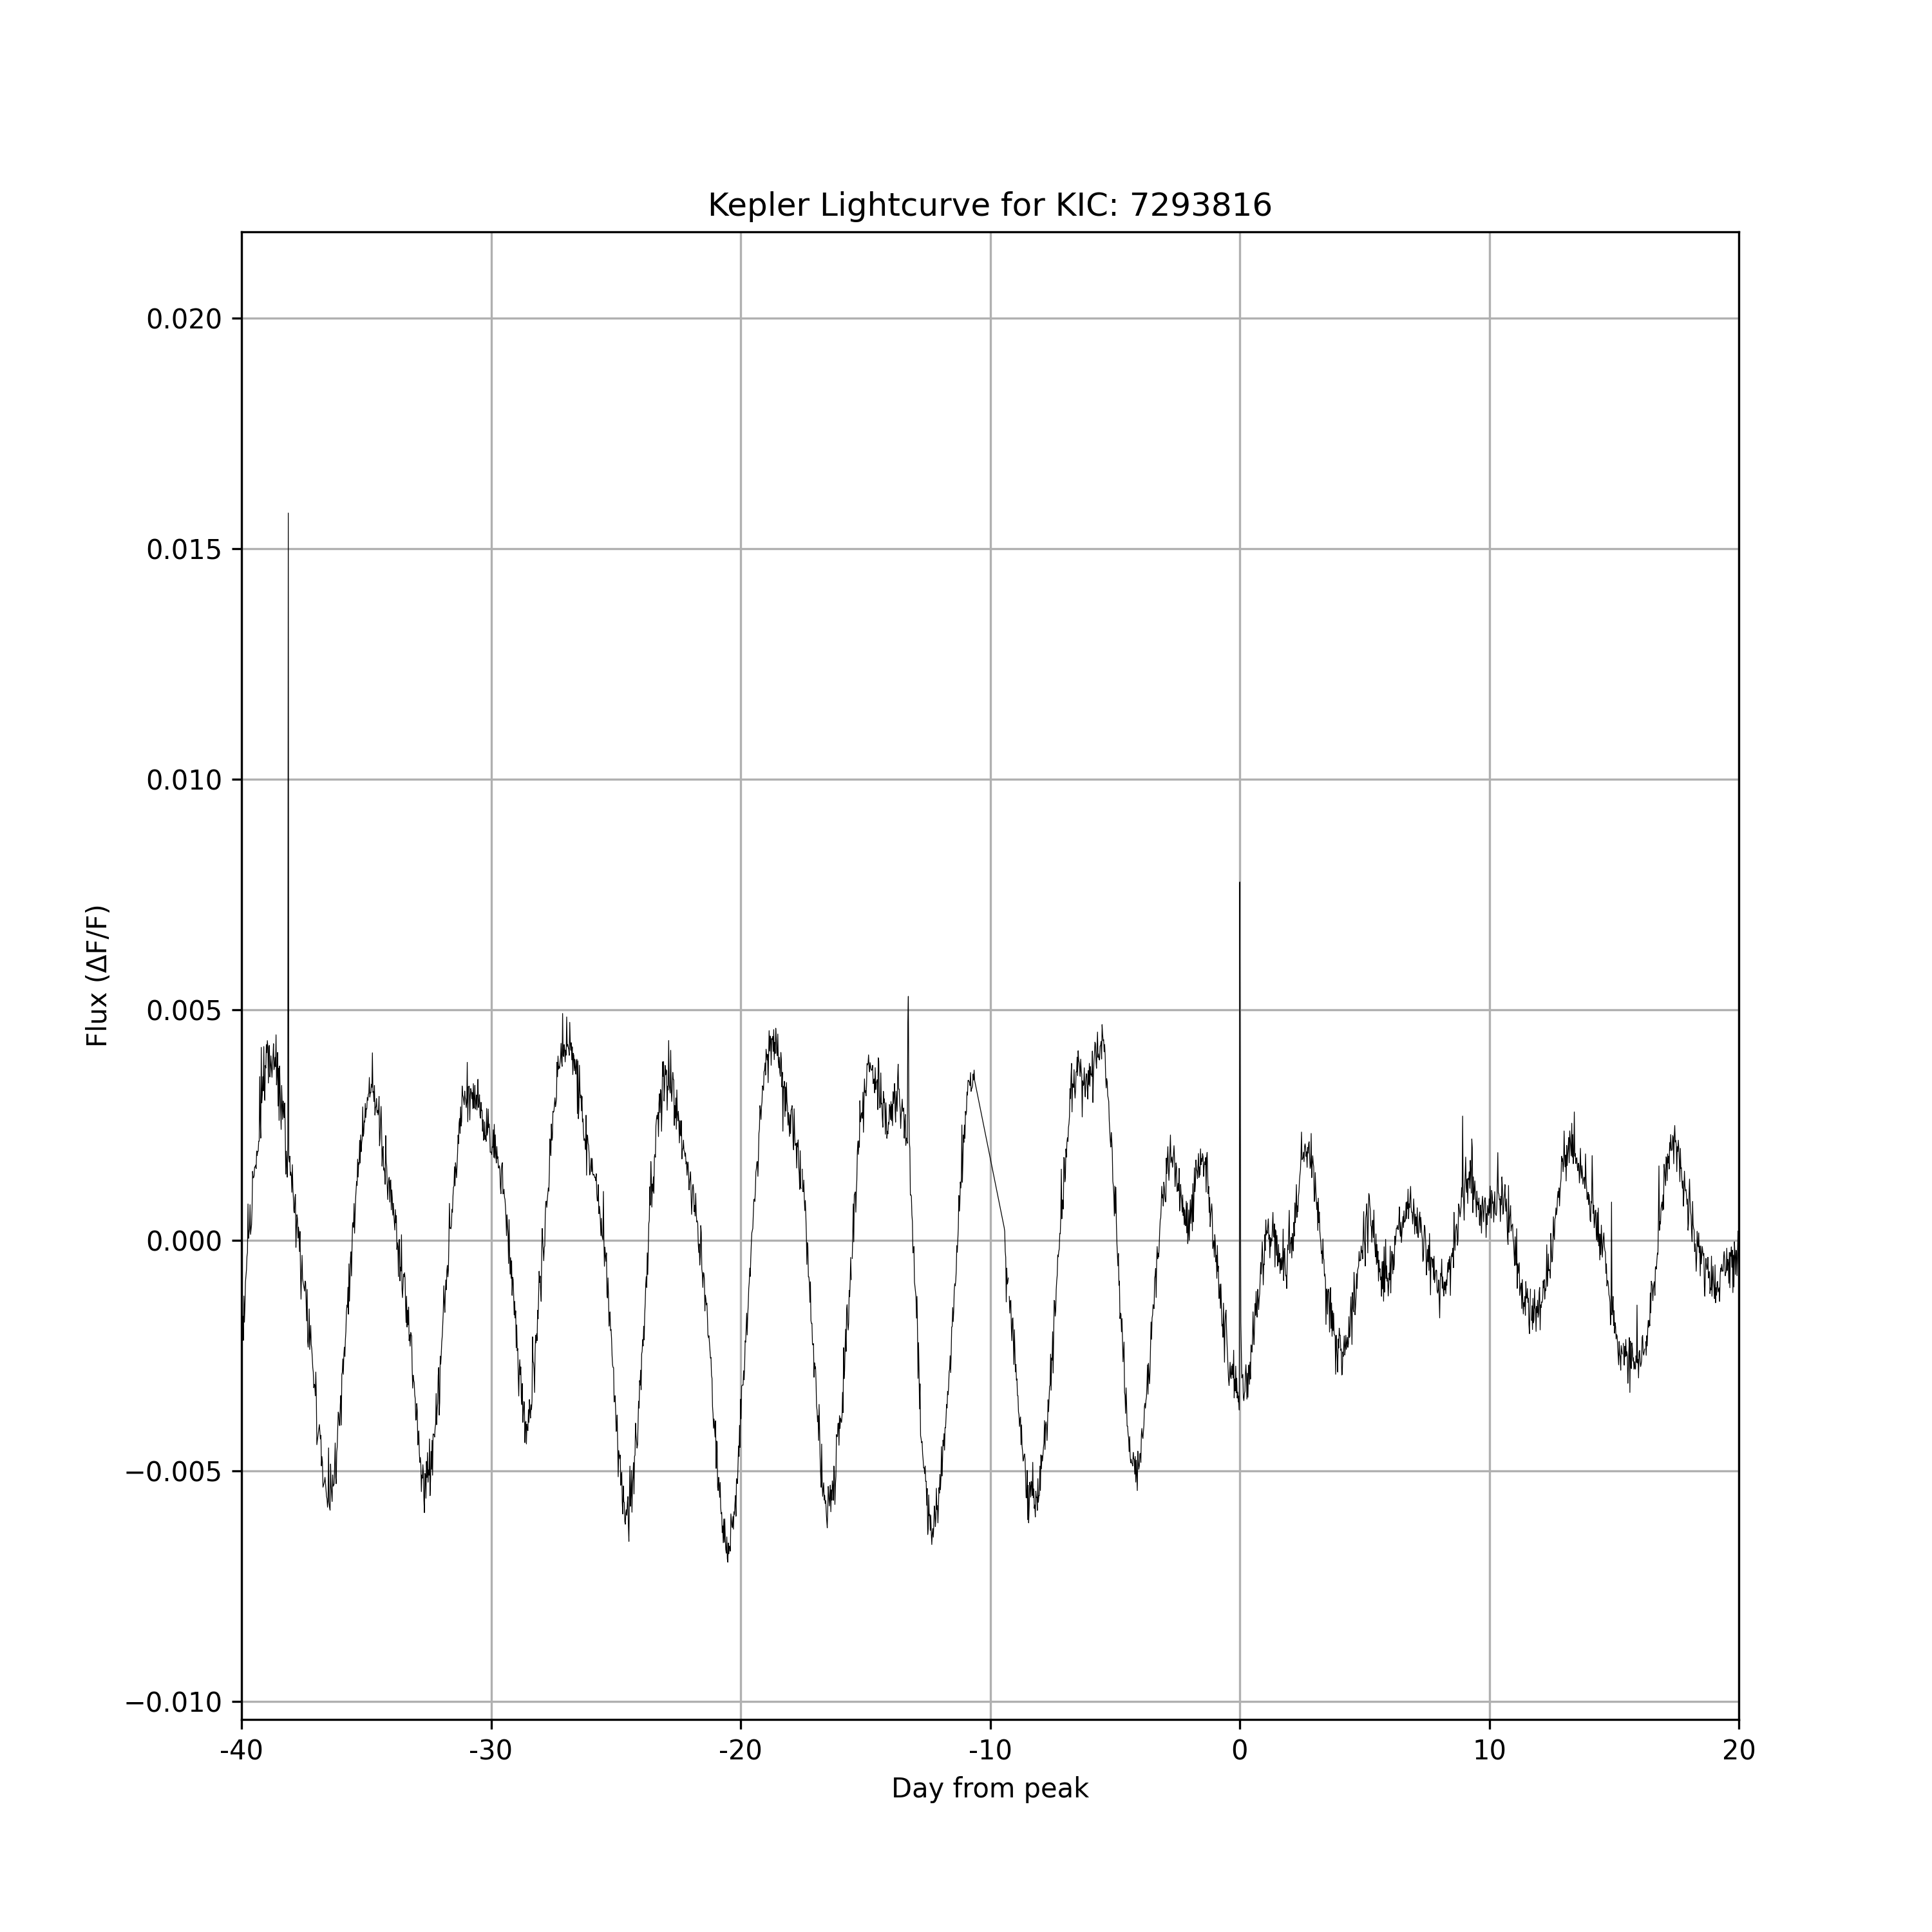 Kepler Lightcurve for KIC: 7293816
Flux (ΔF/F)
0.020
0.015
0.010
0.005
0.000
−0.005
−0.010
-40 -30 -20 -10 0 10 20
Day from peak